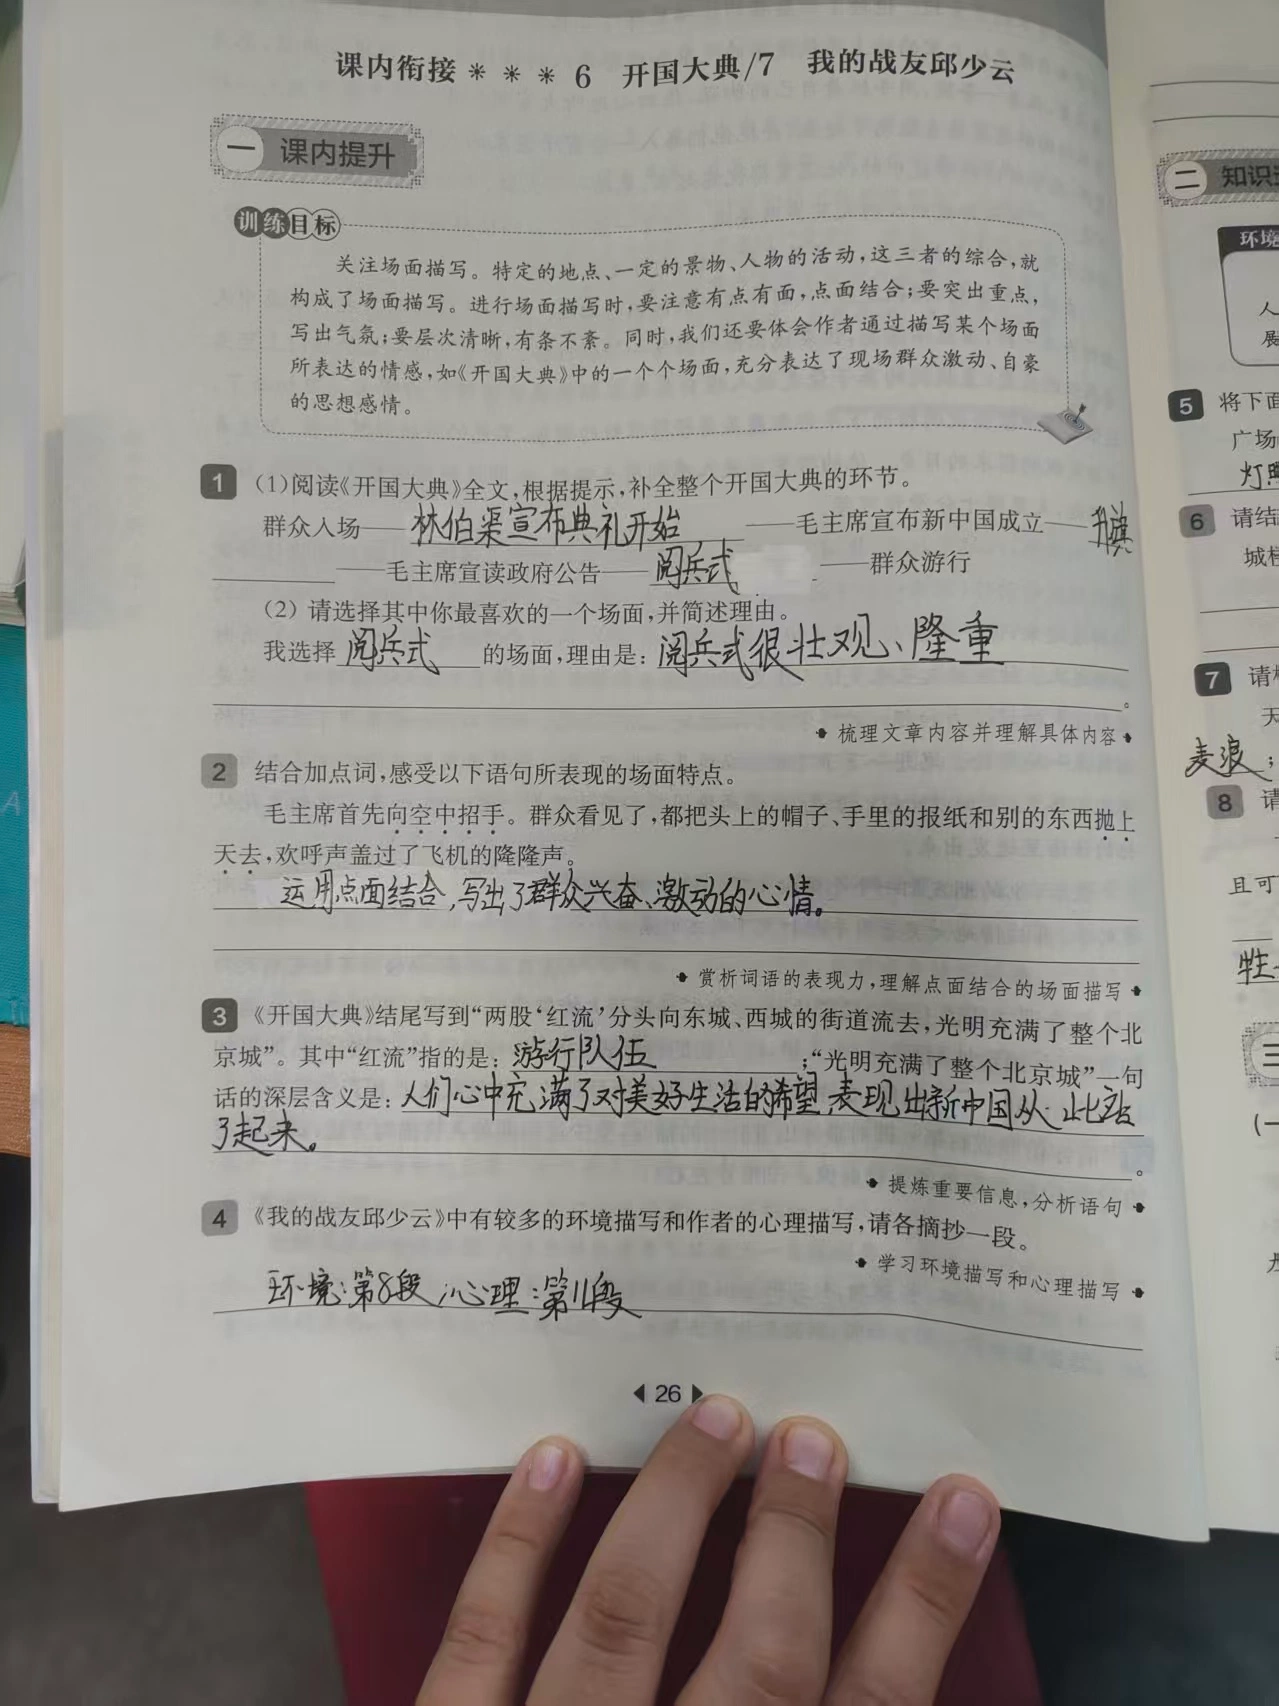 课内衔接 * * * 6 开国大典/7 我的战友邱少云
一 课内提升
训练目标
关注场面描写。特定的地点、一定的景物、人物的活动,这三者的综合,就
构成了场面描写。进行场面描写时,要注意有点有面,点面结合;要突出重点,
写出气氛;要层次清晰,有条不紊。同时,我们还要体会作者通过描写某个场面
所表达的情感,如《开国大典》中的一个个场面,充分表达了现场群众激动、自豪
的思想感情。
1 (1)阅读《开国大典》全文,根据提示,补全整个开国大典的环节。
群众入场——林伯渠宣布典礼开始——毛主席宣布新中国成立——升旗
——毛主席宣读政府公告——阅兵式——群众游行
(2) 请选择其中你最喜欢的一个场面,并简述理由。
我选择 阅兵式 的场面,理由是:阅兵式很壮观、隆重
。
梳理文章内容并理解具体内容
2 结合加点词,感受以下语句所表现的场面特点。
毛主席首先向空中招手。群众看见了,都把头上的帽子、手里的报纸和别的东西抛上
天去,欢呼声盖过了飞机的隆隆声。
运用点面结合,写出了群众兴奋、激动的心情。
赏析词语的表现力,理解点面结合的场面描写
3 《开国大典》结尾写到“两股‘红流’分头向东城、西城的街道流去,光明充满了整个北
京城”。其中“红流”指的是:游行队伍;“光明充满了整个北京城”一句
话的深层含义是:人们心中充满了对美好生活的希望,表现出新中国从此站
了起来。
。
提炼重要信息,分析语句
4 《我的战友邱少云》中有较多的环境描写和作者的心理描写,请各摘抄一段。
学习环境描写和心理描写
环境:第8段;心理:第11段
26
二 知识
环境
人
展
5 将下面
广场
灯照
6 请结
城楼
7 请
天
麦浪;
8 请
且可
牲
三
(一